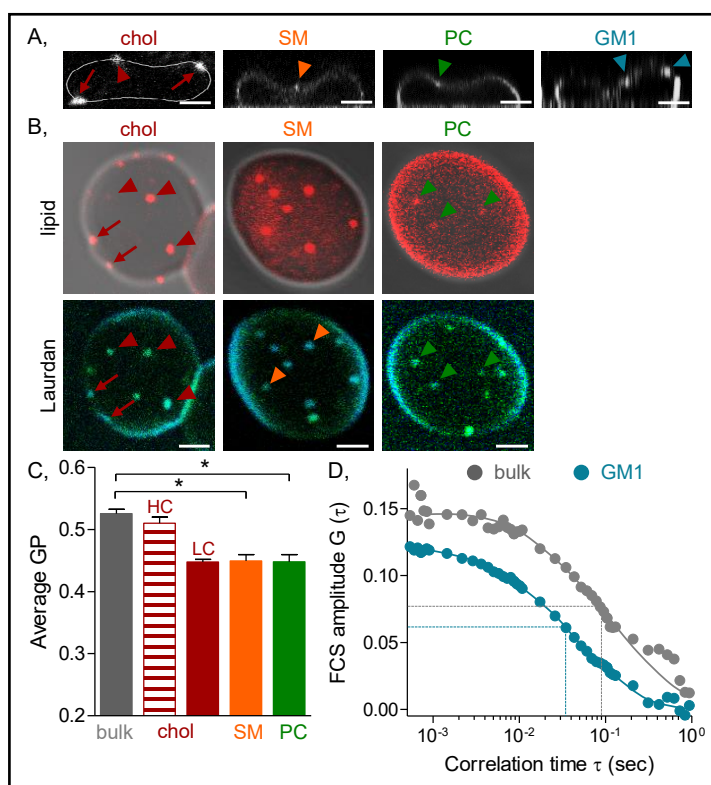 A,
chol SM PC GM1
B,
chol SM PC
lipid
Laurdan
C,
0.6
0.5
0.4
0.3
0.2
Average GP
* *
HC
LC
bulk chol SM PC
D,
bulk GM1
0.15
0.10
0.05
0.00
FCS amplitude G (τ)
10⁻³ 10⁻² 10⁻¹ 10⁰
Correlation time τ (sec)